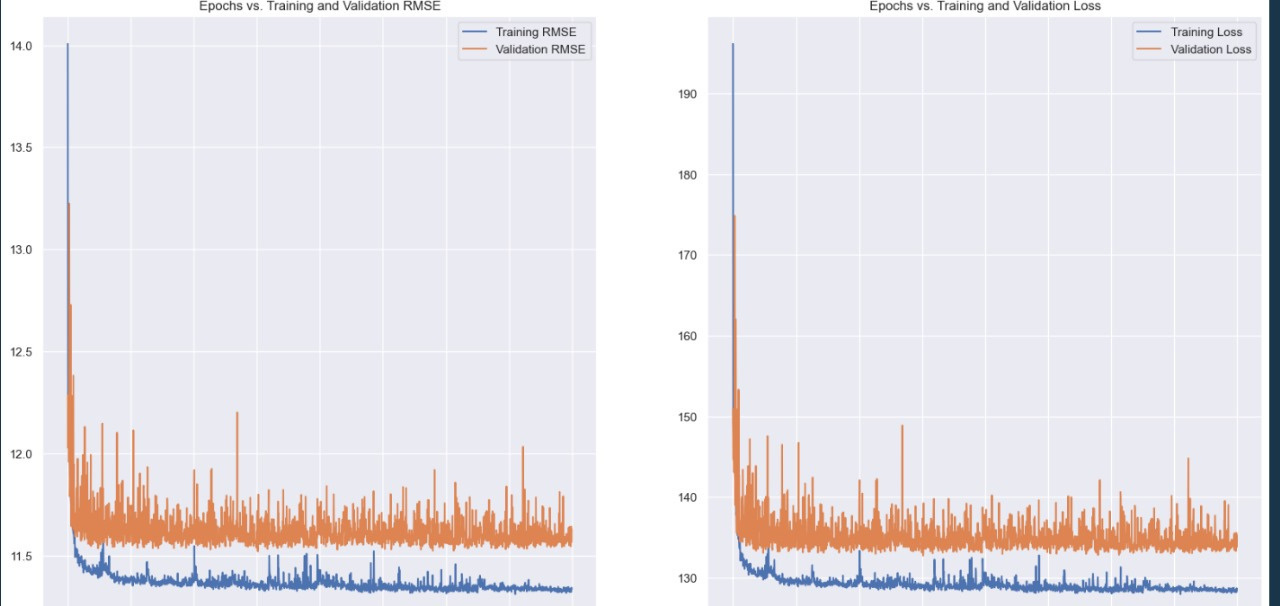 Epochs vs. Training and Validation RMSE
Training RMSE
Validation RMSE
14.0
13.5
13.0
12.5
12.0
11.5
Epochs vs. Training and Validation Loss
Training Loss
Validation Loss
190
180
170
160
150
140
130